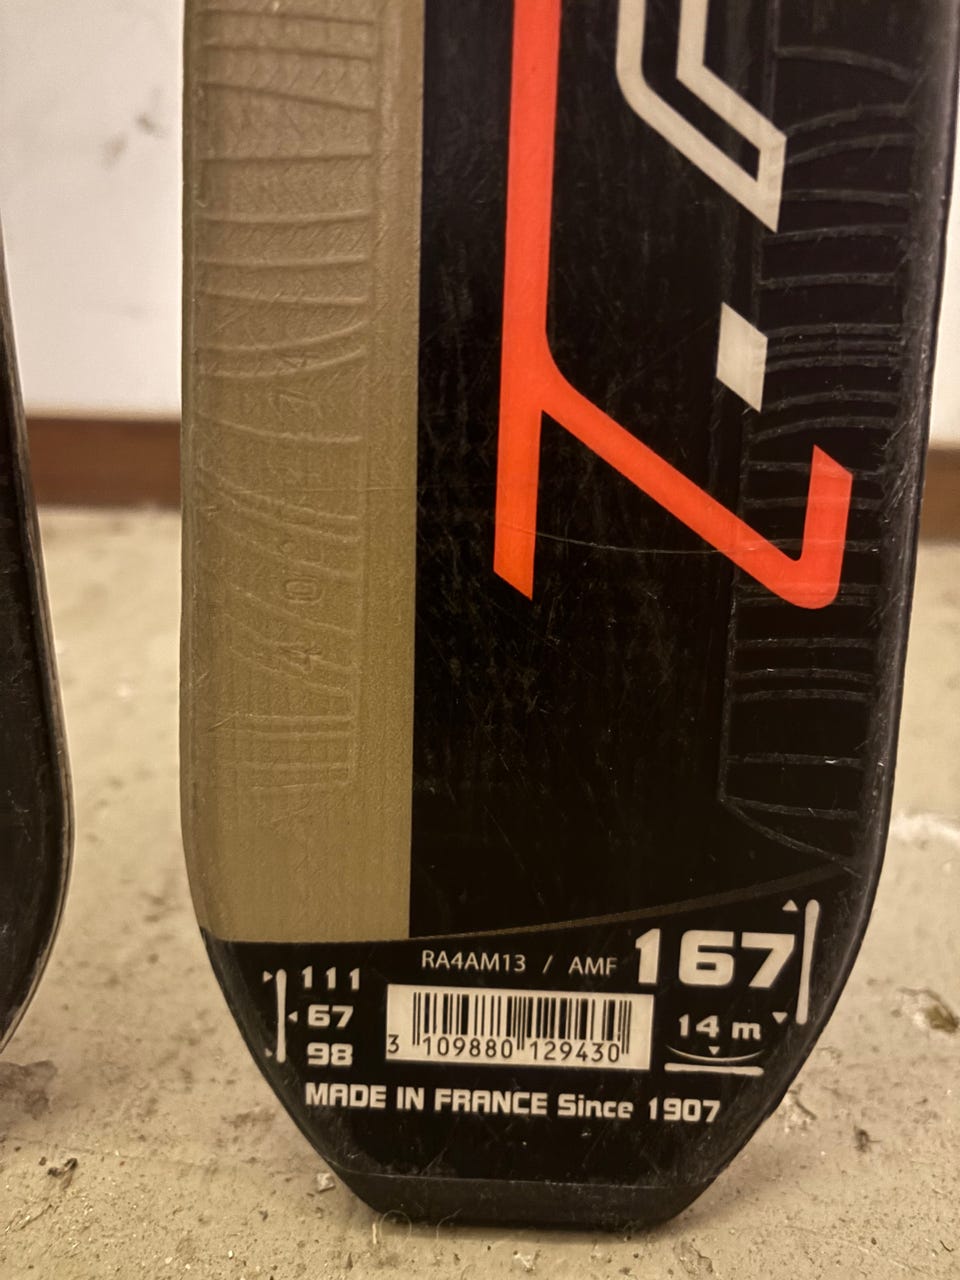 RA4AM13 / AMF
167
111
67
98
3 109880 129430
14 m
MADE IN FRANCE Since 1907